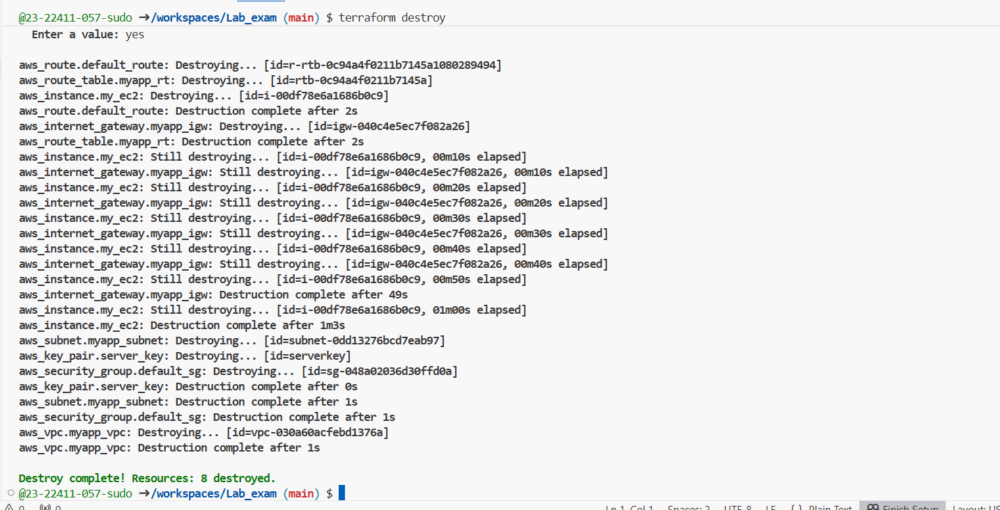 @23-22411-057-sudo ➜/workspaces/Lab_exam (main) $ terraform destroy
Enter a value: yes
aws_route.default_route: Destroying... [id=r-rtb-0c94a4f0211b7145a1080289494]
aws_route_table.myapp_rt: Destroying... [id=rtb-0c94a4f0211b7145a]
aws_instance.my_ec2: Destroying... [id=i-00df78e6a1686b0c9]
aws_route.default_route: Destruction complete after 2s
aws_internet_gateway.myapp_igw: Destroying... [id=igw-040c4e5ec7f082a26]
aws_route_table.myapp_rt: Destruction complete after 2s
aws_instance.my_ec2: Still destroying... [id=i-00df78e6a1686b0c9, 00m10s elapsed]
aws_internet_gateway.myapp_igw: Still destroying... [id=igw-040c4e5ec7f082a26, 00m10s elapsed]
aws_instance.my_ec2: Still destroying... [id=i-00df78e6a1686b0c9, 00m20s elapsed]
aws_internet_gateway.myapp_igw: Still destroying... [id=igw-040c4e5ec7f082a26, 00m20s elapsed]
aws_instance.my_ec2: Still destroying... [id=i-00df78e6a1686b0c9, 00m30s elapsed]
aws_internet_gateway.myapp_igw: Still destroying... [id=igw-040c4e5ec7f082a26, 00m30s elapsed]
aws_instance.my_ec2: Still destroying... [id=i-00df78e6a1686b0c9, 00m40s elapsed]
aws_internet_gateway.myapp_igw: Still destroying... [id=igw-040c4e5ec7f082a26, 00m40s elapsed]
aws_instance.my_ec2: Still destroying... [id=i-00df78e6a1686b0c9, 00m50s elapsed]
aws_internet_gateway.myapp_igw: Destruction complete after 49s
aws_instance.my_ec2: Still destroying... [id=i-00df78e6a1686b0c9, 01m00s elapsed]
aws_instance.my_ec2: Destruction complete after 1m3s
aws_subnet.myapp_subnet: Destroying... [id=subnet-0dd13276bcd7eab97]
aws_key_pair.server_key: Destroying... [id=serverkey]
aws_security_group.default_sg: Destroying... [id=sg-048a02036d30ffd0a]
aws_key_pair.server_key: Destruction complete after 0s
aws_subnet.myapp_subnet: Destruction complete after 1s
aws_security_group.default_sg: Destruction complete after 1s
aws_vpc.myapp_vpc: Destroying... [id=vpc-030a60acfebd1376a]
aws_vpc.myapp_vpc: Destruction complete after 1s
Destroy complete! Resources: 8 destroyed.
@23-22411-057-sudo ➜/workspaces/Lab_exam (main) $
0 0 Ln 1, Col 1 Spaces: 2 UTF-8 LF {} Plain Text Finish Setup Layout: US